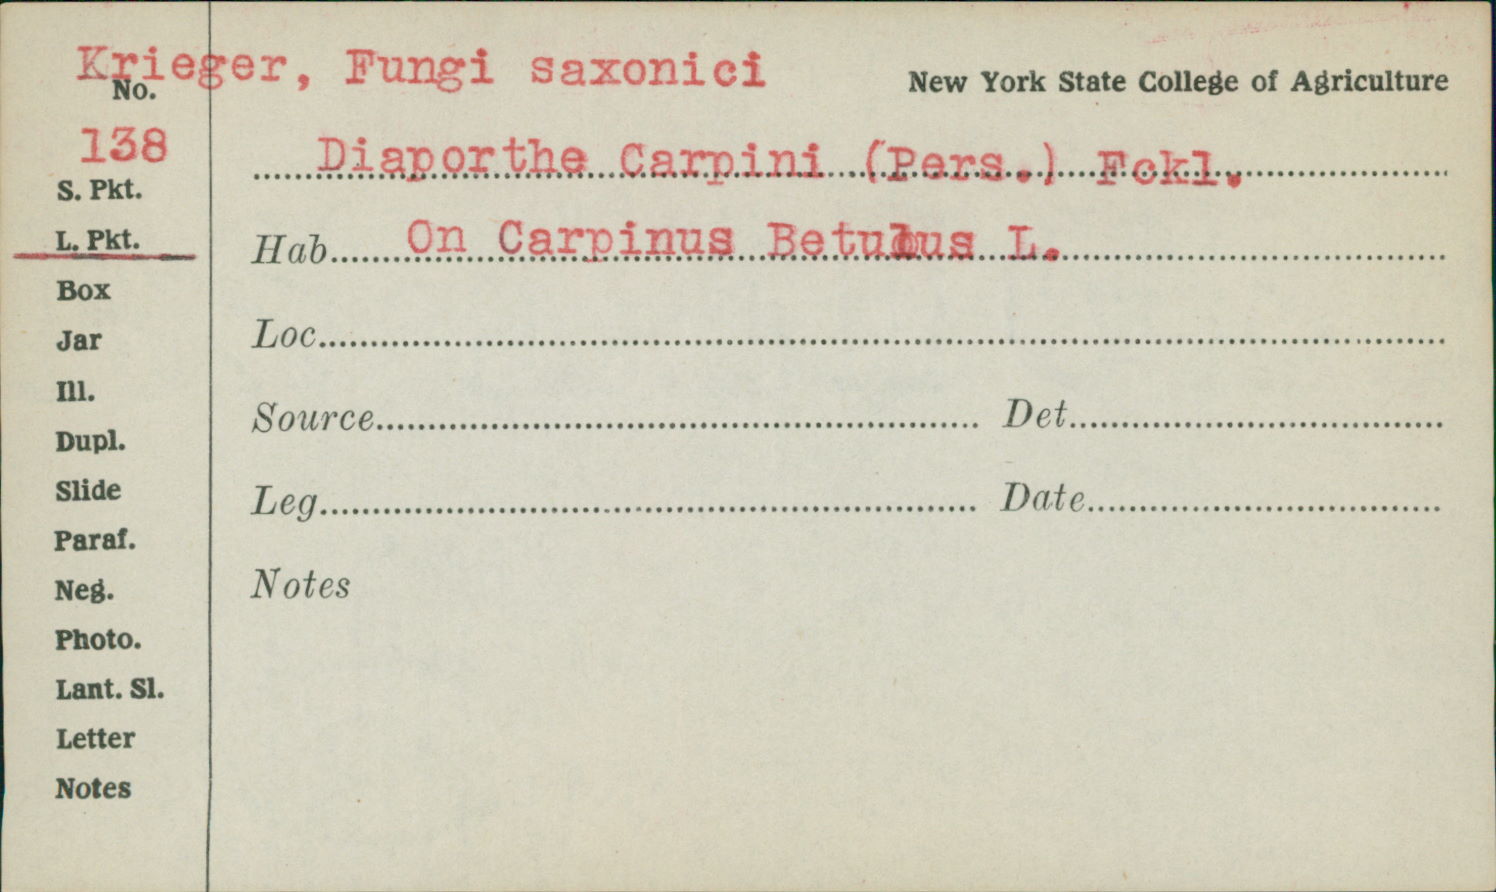 Krieger, Fungi saxonici
New York State College of Agriculture
No.
138
Diaporthe Carpini (Pers.) Fckl.
S. Pkt.
L. Pkt.
Hab. On Carpinus Betulus L.
Box
Jar
Loc.
Ill.
Source
Det.
Dupl.
Slide
Leg.
Date
Paraf.
Neg.
Notes
Photo.
Lant. Sl.
Letter
Notes